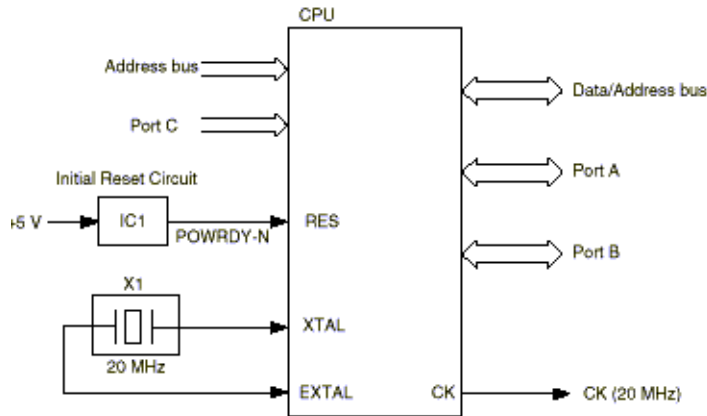 CPU
Address bus
Data/Address bus
Port C
Port A
Initial Reset Circuit
+5 V
IC1
POWRDY-N
RES
Port B
X1
XTAL
20 MHz
EXTAL
CK
CK (20 MHz)